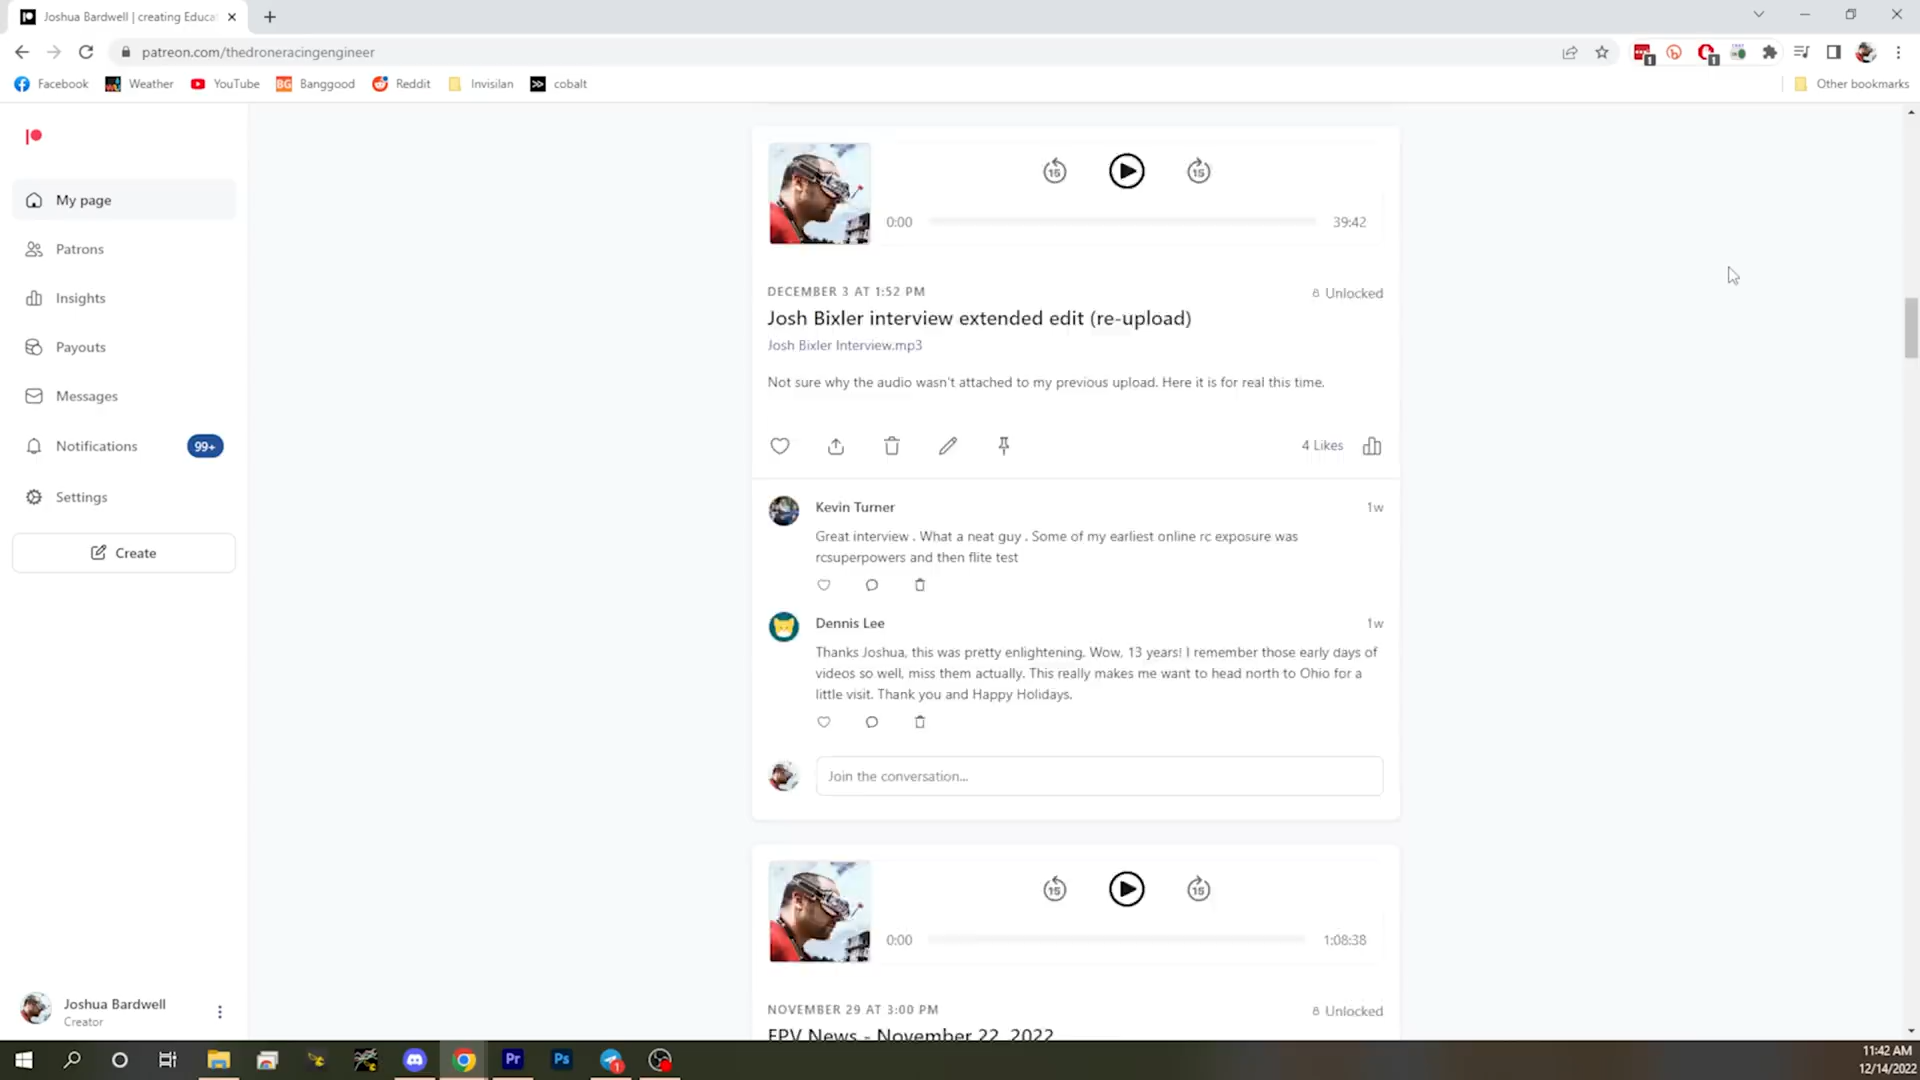 Joshua Bardwell | creating Educa
patreon.com/thedroneracingengineer
Facebook
Weather
YouTube
BG
Banggood
Reddit
Invisilan
cobalt
Other bookmarks
My page
Patrons
Insights
Payouts
Messages
Notifications
99+
Settings
Create
15
15
0:00
39:42
DECEMBER 3 AT 1:52 PM
Unlocked
Josh Bixler interview extended edit (re-upload)
Josh Bixler Interview.mp3
Not sure why the audio wasn't attached to my previous upload. Here it is for real this time.
4 Likes
Kevin Turner
1w
Great interview . What a neat guy . Some of my earliest online rc exposure was
rcsuperpowers and then flite test
Dennis Lee
1w
Thanks Joshua, this was pretty enlightening. Wow, 13 years! I remember those early days of
videos so well, miss them actually. This really makes me want to head north to Ohio for a
little visit. Thank you and Happy Holidays.
Join the conversation...
15
15
0:00
1:08:38
NOVEMBER 29 AT 3:00 PM
Unlocked
FPV News - November 22, 2022
Joshua Bardwell
Creator
Pr
Ps
1
11:42 AM
12/14/2022